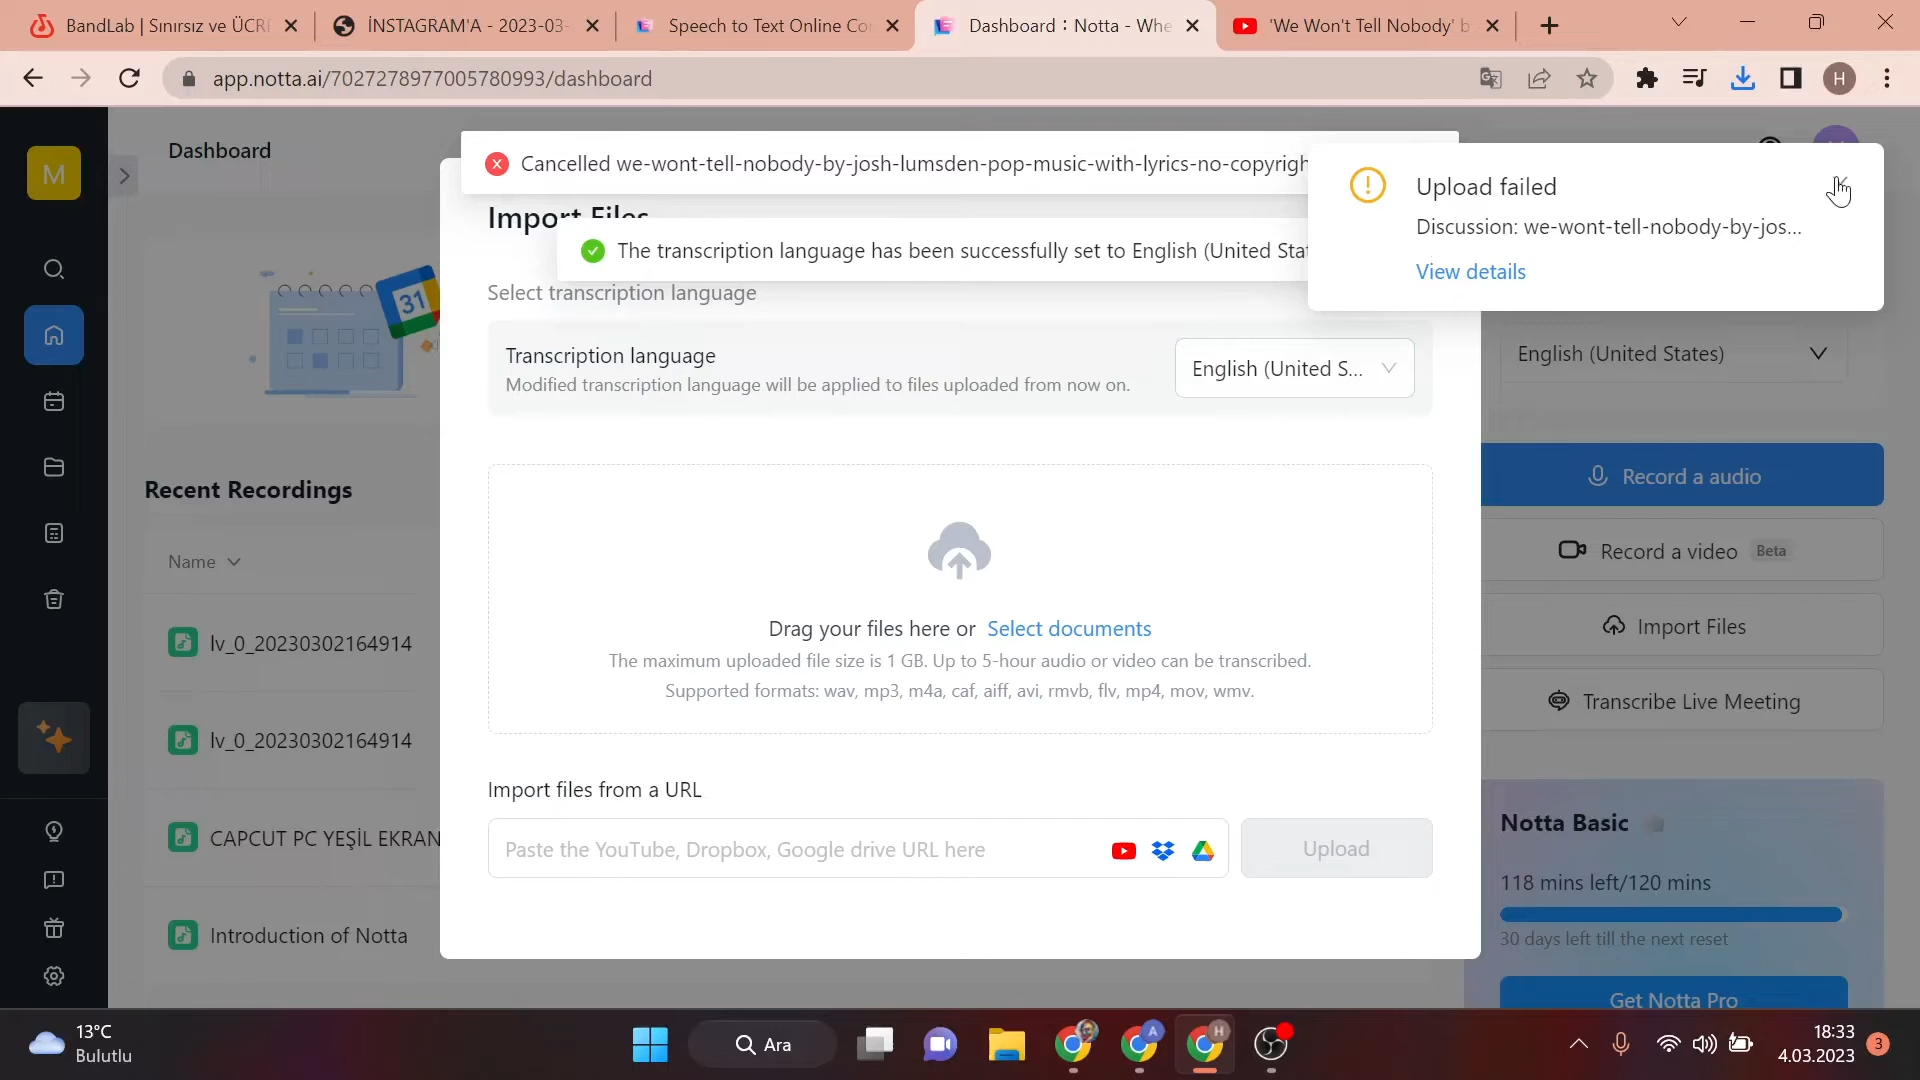 BandLab | Sınırsız ve ÜCR
İNSTAGRAM'A - 2023-03-
Speech to Text Online Co
Dashboard : Notta - Whe
'We Won't Tell Nobody' b
app.notta.ai/7027278977005780993/dashboard
H
M
Dashboard
Cancelled we-wont-tell-nobody-by-josh-lumsden-pop-music-with-lyrics-no-copyrigh
Upload failed
Discussion: we-wont-tell-nobody-by-jos...
View details
Import Files
The transcription language has been successfully set to English (United Sta
Select transcription language
31
Transcription language
Modified transcription language will be applied to files uploaded from now on.
English (United S...
English (United States)
Record a audio
Recent Recordings
Record a video Beta
Name
Import Files
Drag your files here or Select documents
The maximum uploaded file size is 1 GB. Up to 5-hour audio or video can be transcribed.
Supported formats: wav, mp3, m4a, caf, aiff, avi, rmvb, flv, mp4, mov, wmv.
lv_0_20230302164914
Transcribe Live Meeting
lv_0_20230302164914
Import files from a URL
CAPCUT PC YEŞİL EKRAN
Paste the YouTube, Dropbox, Google drive URL here
Upload
Notta Basic
118 mins left/120 mins
30 days left till the next reset
Introduction of Notta
Get Notta Pro
13°C
Bulutlu
Ara
A
H
18:33
4.03.2023
3